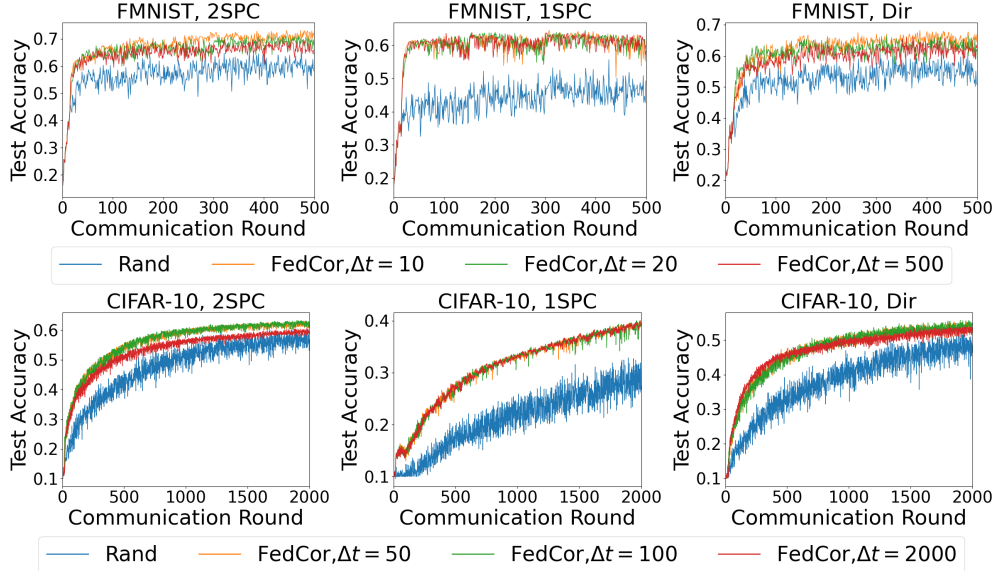 FMNIST, 2SPC
FMNIST, 1SPC
FMNIST, Dir
Test Accuracy
0.7
0.6
0.5
0.4
0.3
0.2
0 100 200 300 400 500
Communication Round
Test Accuracy
0.6
0.5
0.4
0.3
0.2
0 100 200 300 400 500
Communication Round
Test Accuracy
0.7
0.6
0.5
0.4
0.3
0.2
0 100 200 300 400 500
Communication Round
Rand FedCor,Δt = 10 FedCor,Δt = 20 FedCor,Δt = 500
CIFAR-10, 2SPC
CIFAR-10, 1SPC
CIFAR-10, Dir
Test Accuracy
0.6
0.5
0.4
0.3
0.2
0.1
0 500 1000 1500 2000
Communication Round
Test Accuracy
0.4
0.3
0.2
0.1
0 500 1000 1500 2000
Communication Round
Test Accuracy
0.5
0.4
0.3
0.2
0.1
0 500 1000 1500 2000
Communication Round
Rand FedCor,Δt = 50 FedCor,Δt = 100 FedCor,Δt = 2000